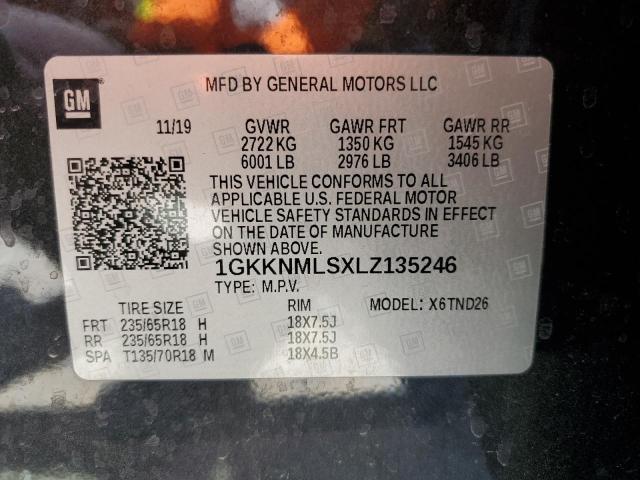 GM
MFD BY GENERAL MOTORS LLC
11/19 GVWR GAWR FRT GAWR RR
2722 KG 1350 KG 1545 KG
6001 LB 2976 LB 3406 LB
THIS VEHICLE CONFORMS TO ALL
APPLICABLE U.S. FEDERAL MOTOR
VEHICLE SAFETY STANDARDS IN EFFECT
ON THE DATE OF MANUFACTURE
SHOWN ABOVE.
1GKKNMLSXLZ135246
TYPE: M.P.V.
TIRE SIZE RIM MODEL: X6TND26
FRT 235/65R18 H 18X7.5J
RR 235/65R18 H 18X7.5J
SPA T135/70R18 M 18X4.5B